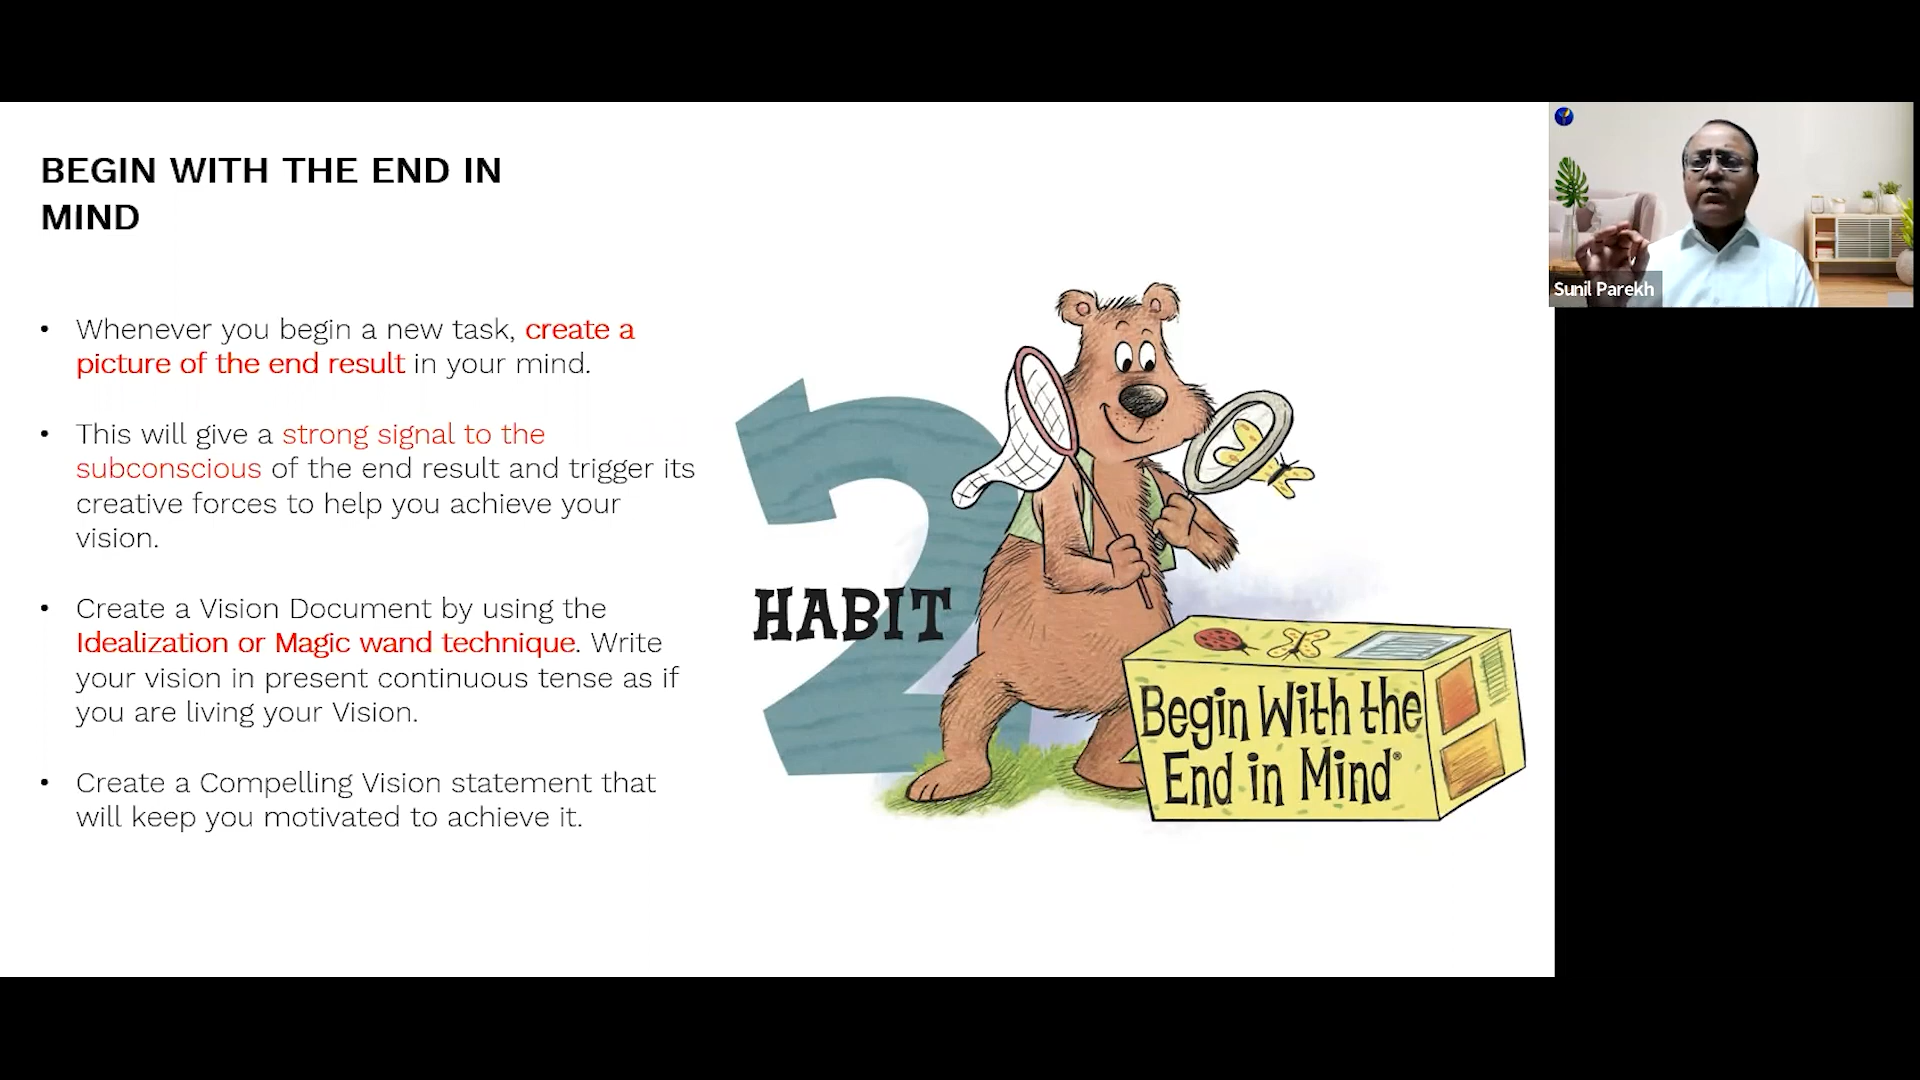 BEGIN WITH THE END IN
MIND
• Whenever you begin a new task, create a
picture of the end result in your mind.
• This will give a strong signal to the
subconscious of the end result and trigger its
creative forces to help you achieve your
vision.
• Create a Vision Document by using the
Idealization or Magic wand technique. Write
your vision in present continuous tense as if
you are living your Vision.
• Create a Compelling Vision statement that
will keep you motivated to achieve it.
2
HABIT
Begin With the
End in Mind®
Sunil Parekh